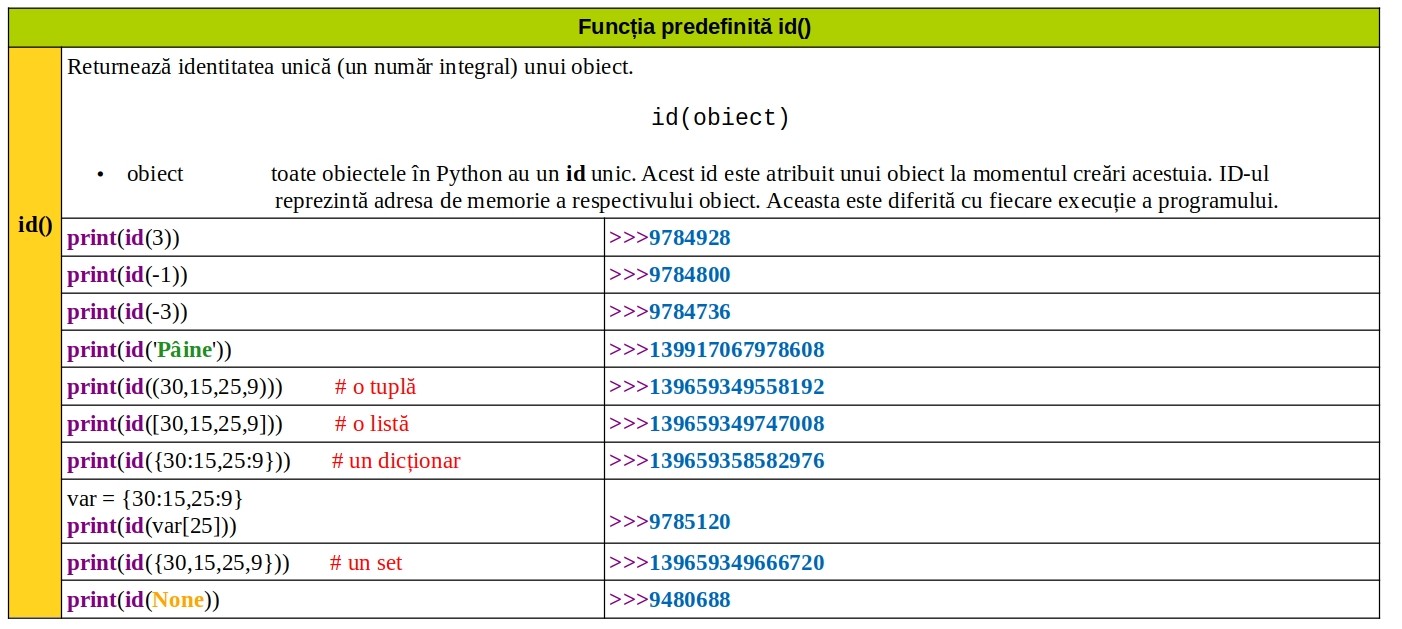 Funcția predefinită id()
Returnează identitatea unică (un număr integral) unui obiect.
id(obiect)
• obiect toate obiectele în Python au un id unic. Acest id este atribuit unui obiect la momentul creări acestuia. ID-ul
reprezintă adresa de memorie a respectivului obiect. Aceasta este diferită cu fiecare execuție a programului.
id()
print(id(3)) >>>9784928
print(id(-1)) >>>9784800
print(id(-3)) >>>9784736
print(id('Pâine')) >>>139917067978608
print(id((30,15,25,9))) # o tuplă >>>139659349558192
print(id([30,15,25,9])) # o listă >>>139659349747008
print(id({30:15,25:9})) # un dicționar >>>139659358582976
var = {30:15,25:9}
print(id(var[25])) >>>9785120
print(id({30,15,25,9})) # un set >>>139659349666720
print(id(None)) >>>9480688